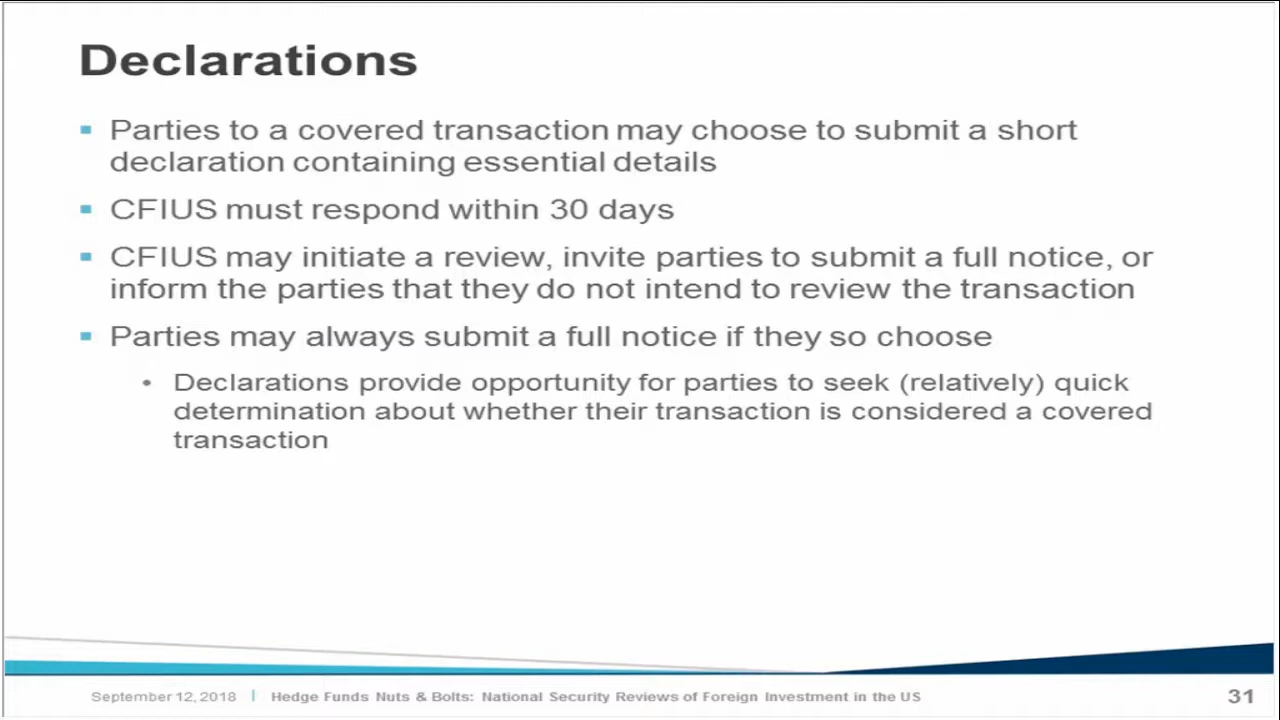 Declarations
▪ Parties to a covered transaction may choose to submit a short
declaration containing essential details
▪ CFIUS must respond within 30 days
▪ CFIUS may initiate a review, invite parties to submit a full notice, or
inform the parties that they do not intend to review the transaction
▪ Parties may always submit a full notice if they so choose
• Declarations provide opportunity for parties to seek (relatively) quick
determination about whether their transaction is considered a covered
transaction
September 12, 2018 | Hedge Funds Nuts & Bolts: National Security Reviews of Foreign Investment in the US 31